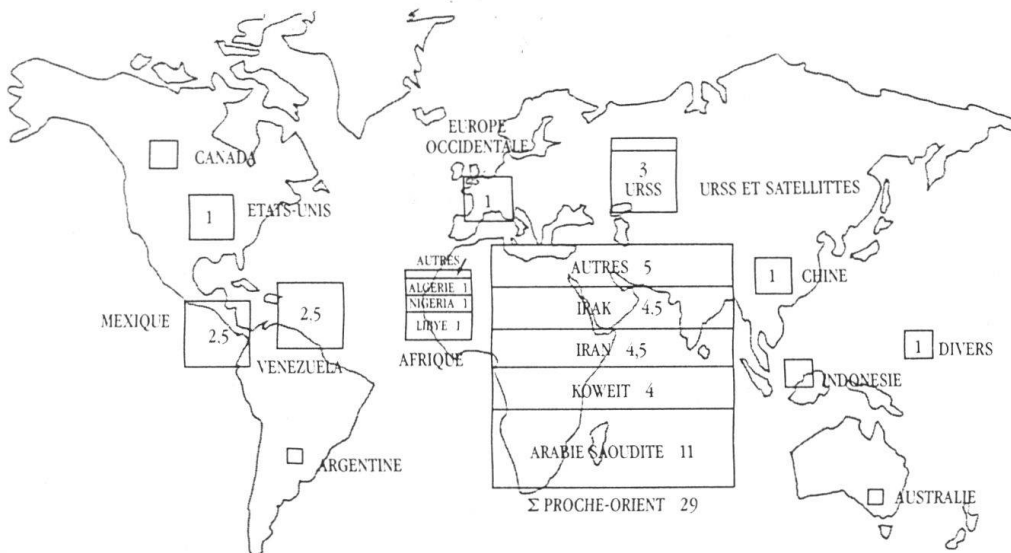 EUROPE
OCCIDENTALE
CANADA
3
URSS
URSS ET SATELLITTES
1
ETATS-UNIS
1
AUTRES
ALGÉRIE 1
NIGERIA 1
LIBYE 1
AFRIQUE
AUTRES 5
IRAK 4.5
IRAN 4,5
KOWEIT 4
ARABIE SAOUDITE 11
Σ PROCHE-ORIENT 29
1
CHINE
MEXIQUE
2.5
2.5
VENEZUELA
1
DIVERS
INDONESIE
ARGENTINE
AUSTRALIE